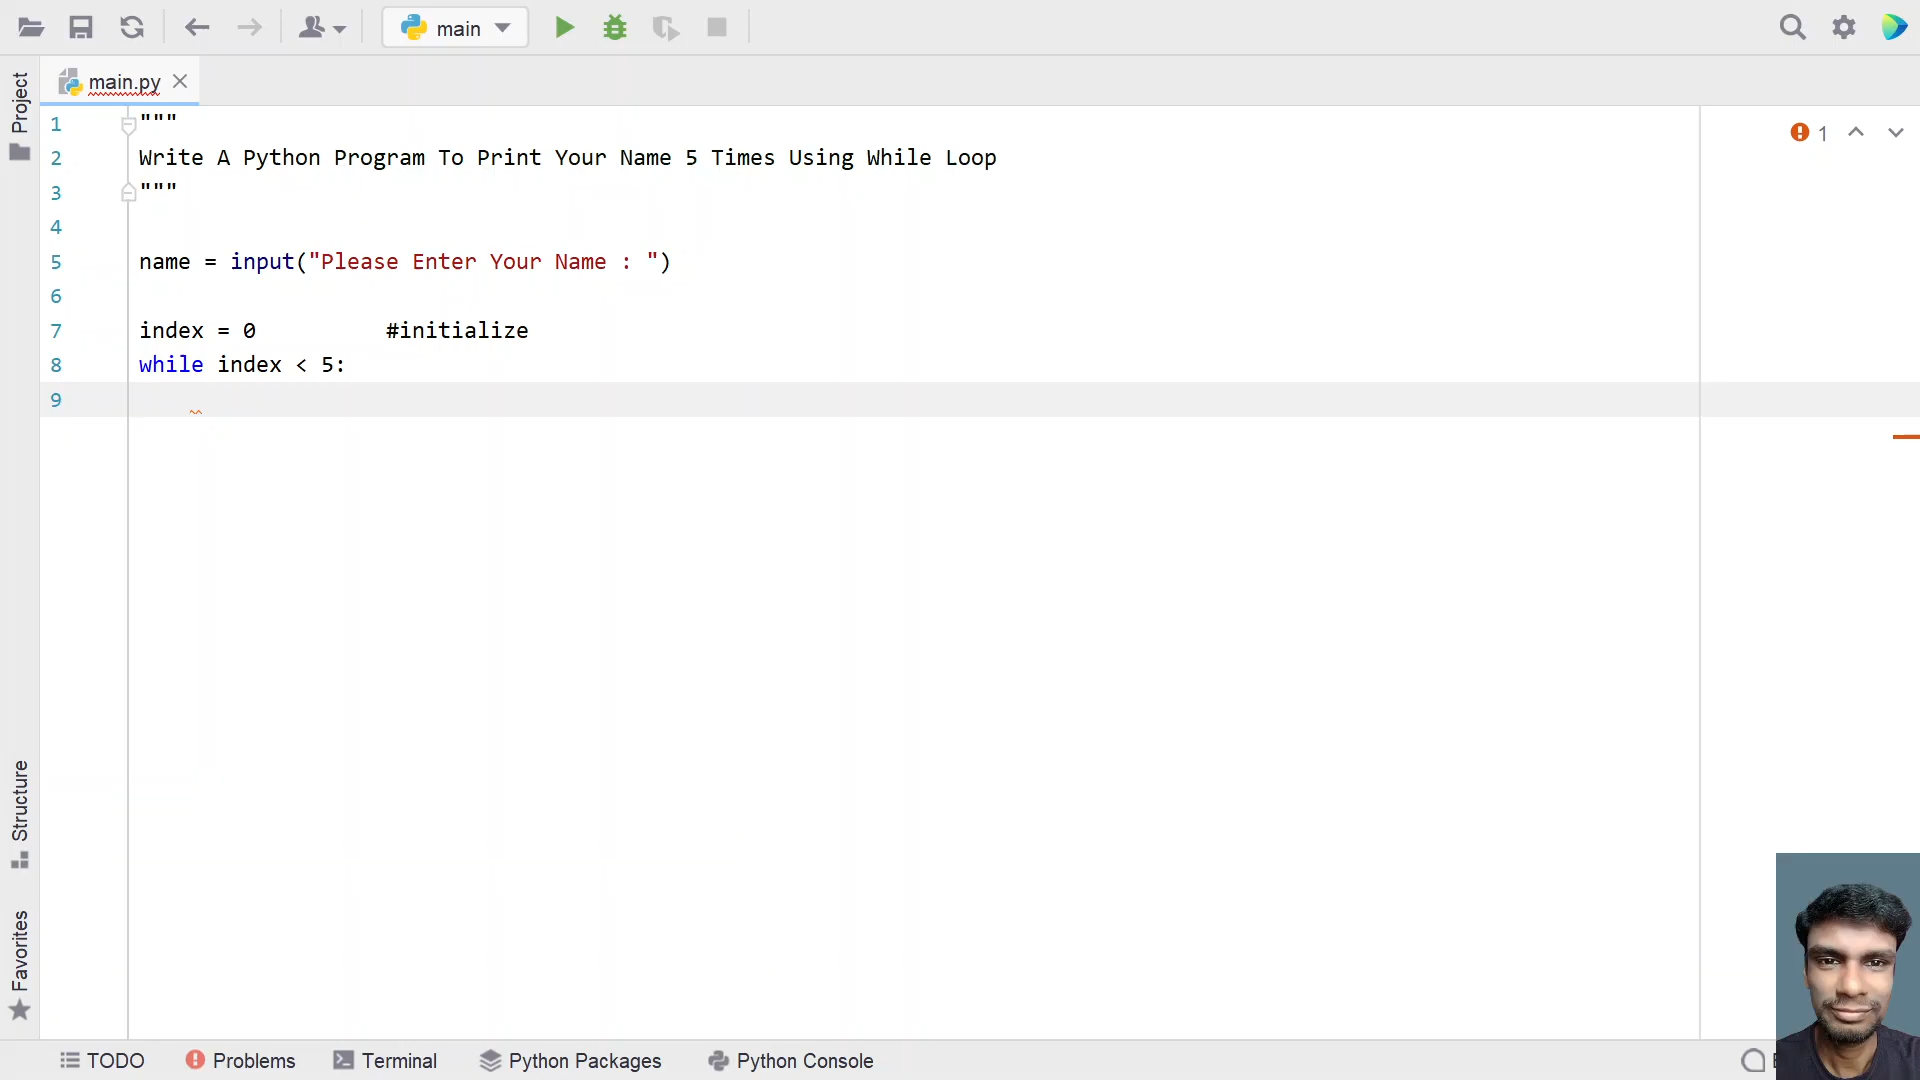 main
main.py
Project
1
1 """
2 Write A Python Program To Print Your Name 5 Times Using While Loop
3 """
4
5 name = input("Please Enter Your Name : ")
6
7 index = 0 #initialize
8 while index < 5:
9
Structure
Favorites
TODO
Problems
Terminal
Python Packages
Python Console